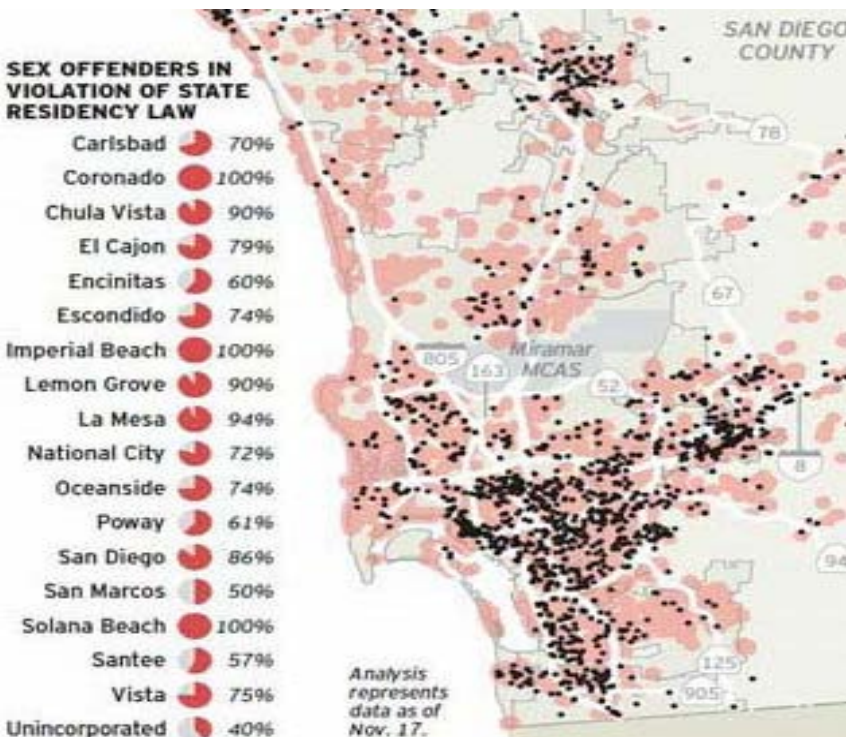 SEX OFFENDERS IN
VIOLATION OF STATE
RESIDENCY LAW
Carlsbad 70%
Coronado 100%
Chula Vista 90%
El Cajon 79%
Encinitas 60%
Escondido 74%
Imperial Beach 100%
Lemon Grove 90%
La Mesa 94%
National City 72%
Oceanside 74%
Poway 61%
San Diego 86%
San Marcos 50%
Solana Beach 100%
Santee 57%
Vista 75%
Unincorporated 40%
SAN DIEGO
COUNTY
78
67
805
163
Miramar
MCAS
52
8
94
125
905
Analysis
represents
data as of
Nov. 17.